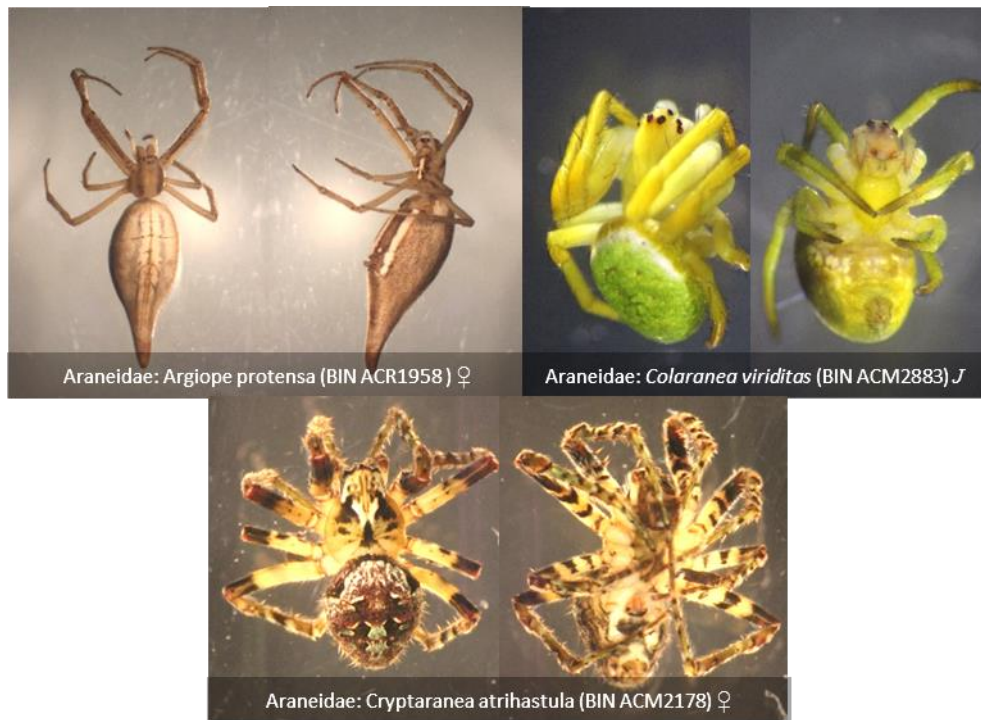 Araneidae: Argiope protensa (BIN ACR1958 ) ♀
Araneidae: Colaranea viriditas (BIN ACM2883) J
Araneidae: Cryptaranea atrihastula (BIN ACM2178) ♀